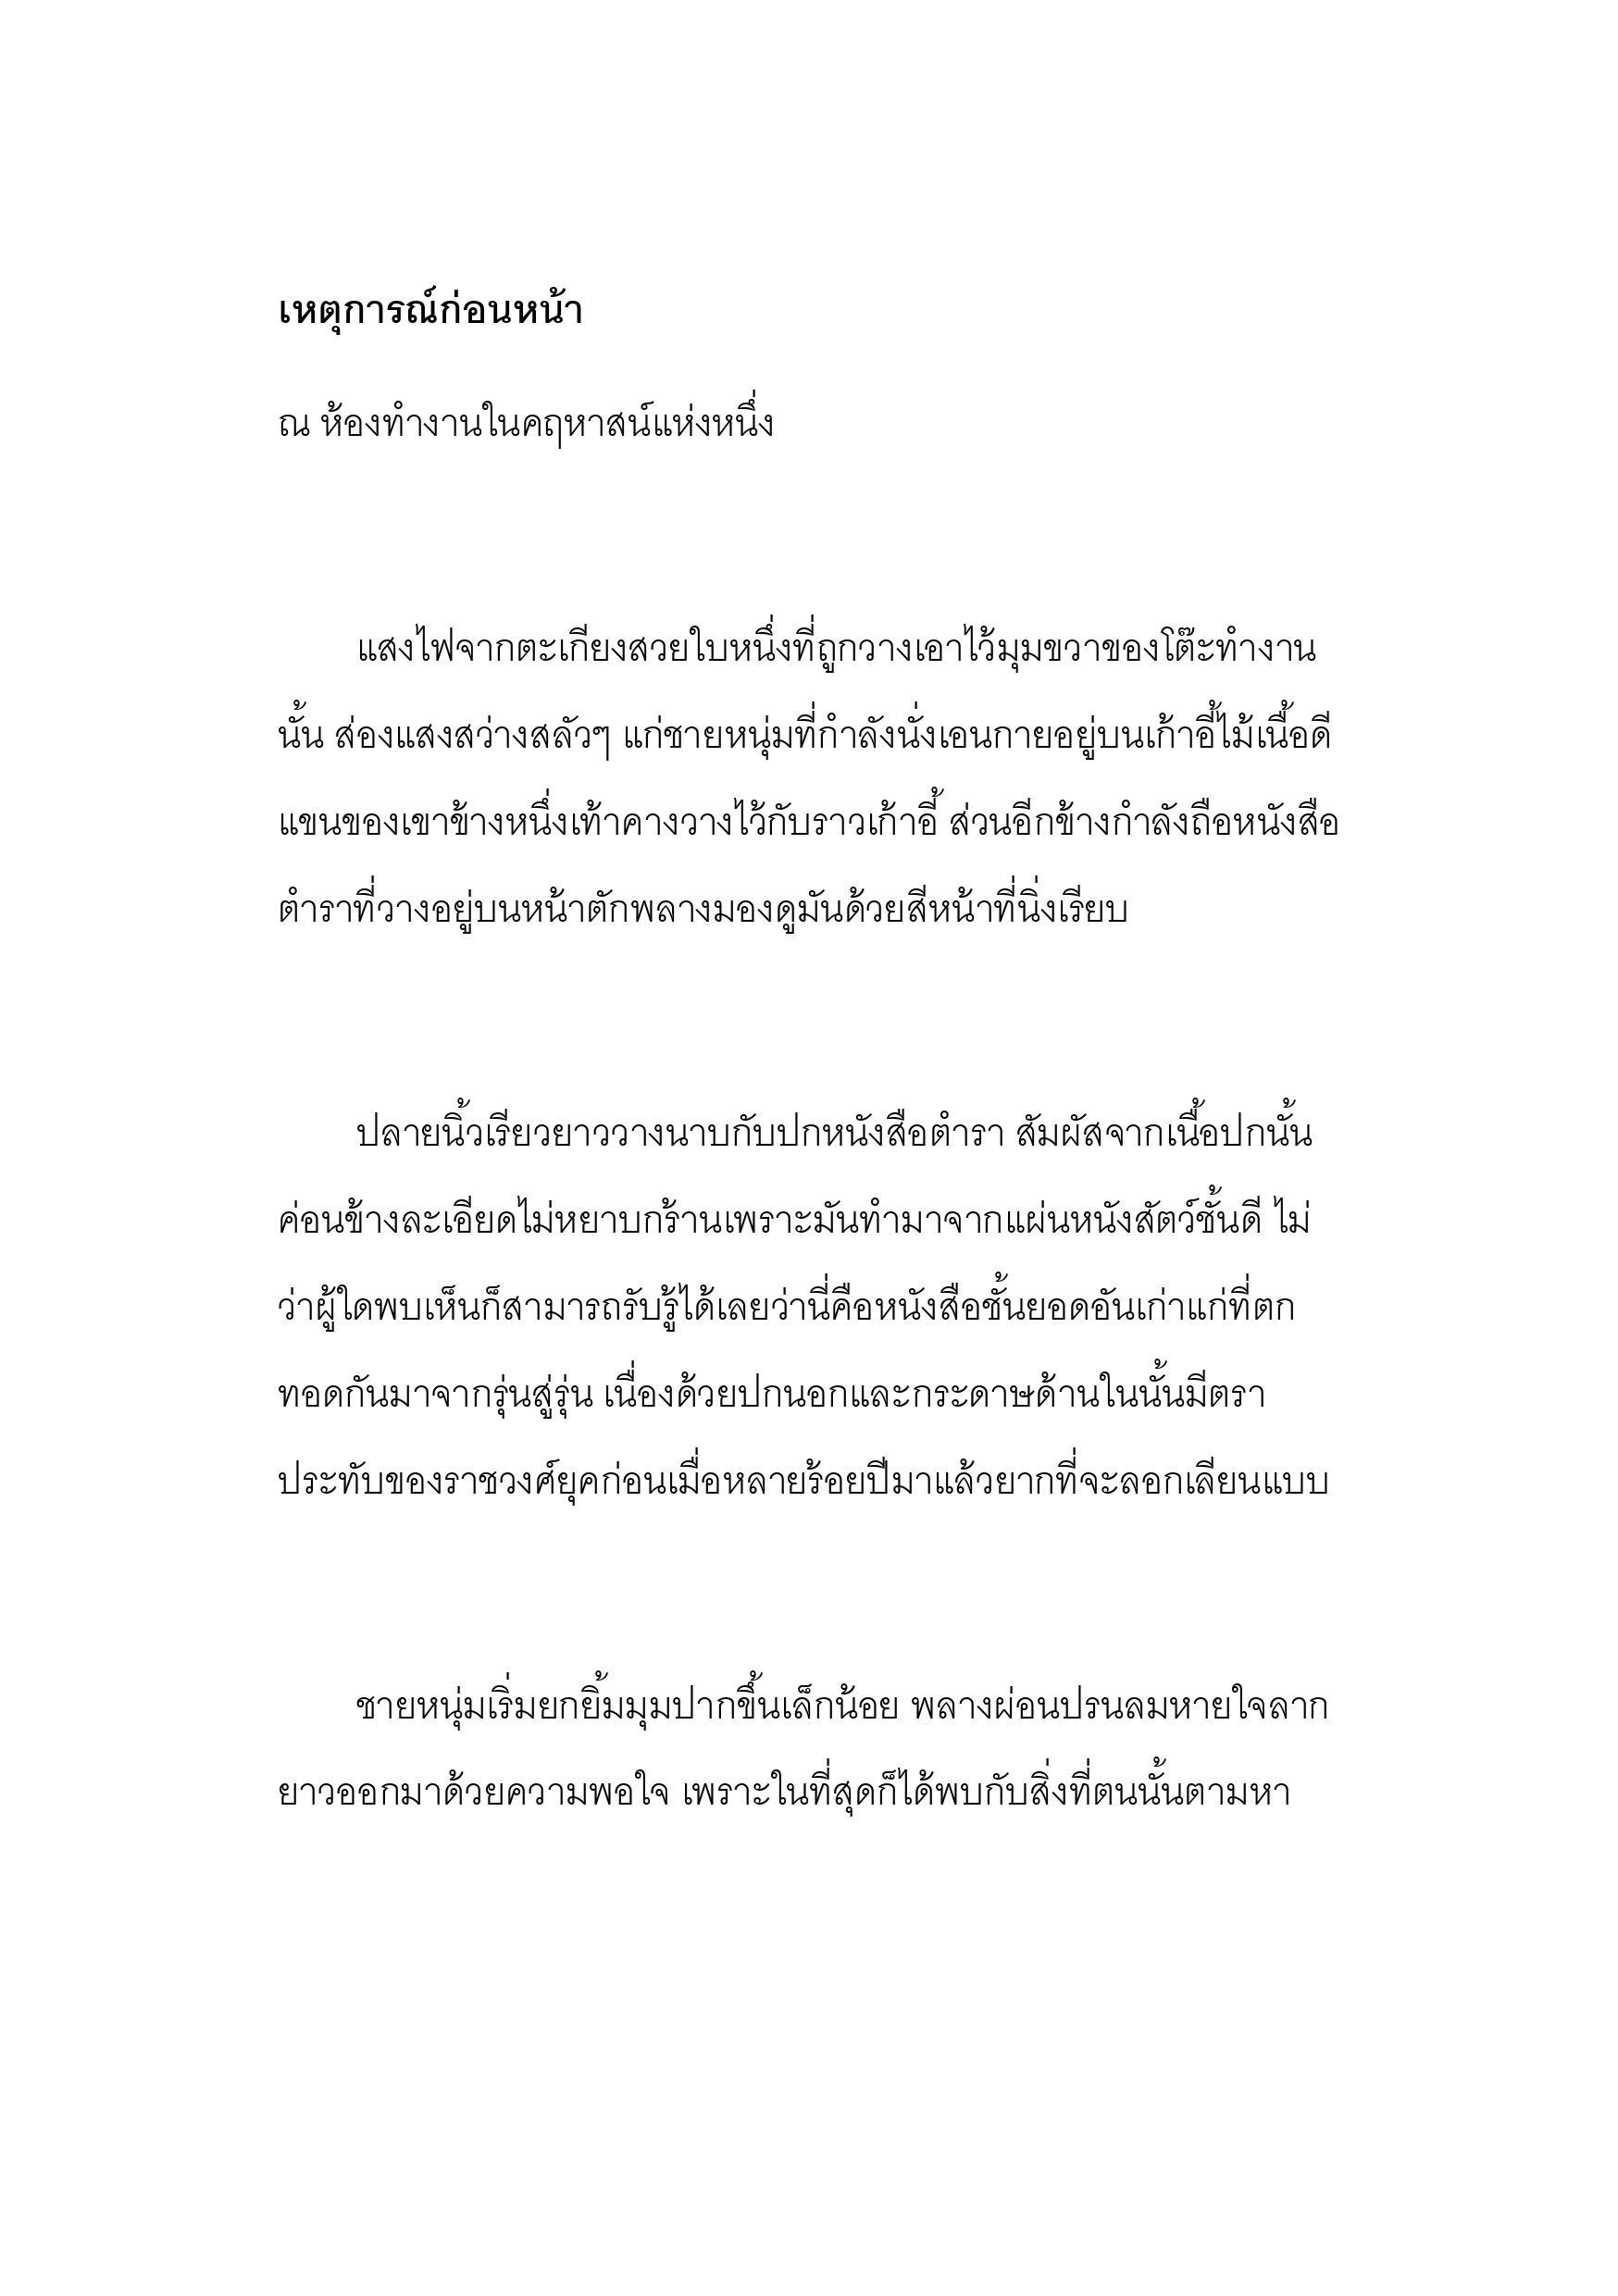 เหตุการณ์ก่อนหน้า
ณ ห้องทำงานในคฤหาสน์แห่งหนึ่ง
แสงไฟจากตะเกียงสวยใบหนึ่งที่ถูกวางเอาไว้มุมขวาของโต๊ะทำงาน
นั้น ส่องแสงสว่างสลัวๆ แก่ชายหนุ่มที่กำลังนั่งเอนกายอยู่บนเก้าอี้ไม้เนื้อดี
แขนของเขาข้างหนึ่งเท้าคางวางไว้กับราวเก้าอี้ ส่วนอีกข้างกำลังถือหนังสือ
ตำราที่วางอยู่บนหน้าตักพลางมองดูมันด้วยสีหน้าที่นิ่งเรียบ
ปลายนิ้วเรียวยาววางนาบกับปกหนังสือตำรา สัมผัสจากเนื้อปกนั้น
ค่อนข้างละเอียดไม่หยาบกร้านเพราะมันทำมาจากแผ่นหนังสัตว์ชั้นดี ไม่
ว่าผู้ใดพบเห็นก็สามารถรับรู้ได้เลยว่านี่คือหนังสือชั้นยอดอันเก่าแก่ที่ตก
ทอดกันมาจากรุ่นสู่รุ่น เนื่องด้วยปกนอกและกระดาษด้านในนั้นมีตรา
ประทับของราชวงศ์ยุคก่อนเมื่อหลายร้อยปีมาแล้วยากที่จะลอกเลียนแบบ
ชายหนุ่มเริ่มยกยิ้มมุมปากขึ้นเล็กน้อย พลางผ่อนปรนลมหายใจลาก
ยาวออกมาด้วยความพอใจ เพราะในที่สุดก็ได้พบกับสิ่งที่ตนนั้นตามหา